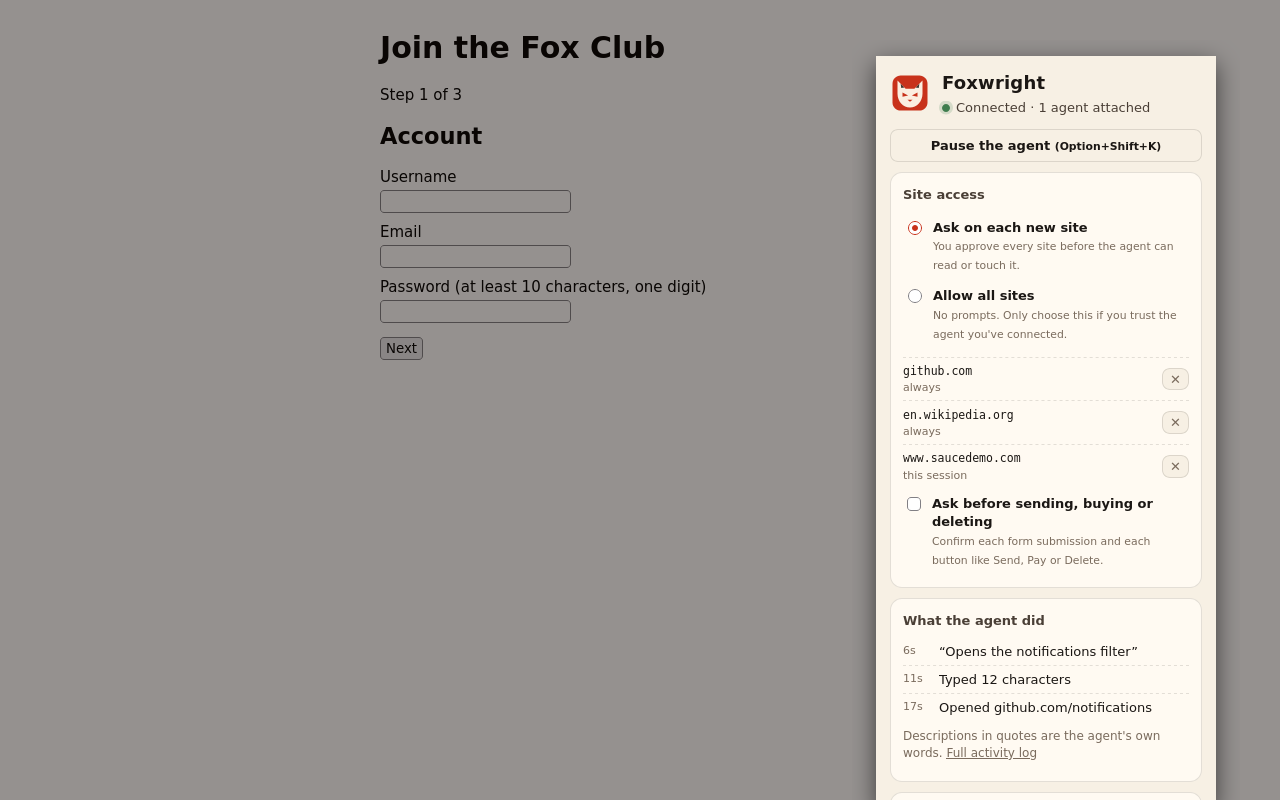 Join the Fox Club
Step 1 of 3
Account
Username
Email
Password (at least 10 characters, one digit)
Next
Foxwright
Connected · 1 agent attached
Pause the agent (Option+Shift+K)
Site access
Ask on each new site
You approve every site before the agent can
read or touch it.
Allow all sites
No prompts. Only choose this if you trust the
agent you've connected.
github.com
always
✕
en.wikipedia.org
always
✕
www.saucedemo.com
this session
✕
Ask before sending, buying or
deleting
Confirm each form submission and each
button like Send, Pay or Delete.
What the agent did
6s “Opens the notifications filter”
11s Typed 12 characters
17s Opened github.com/notifications
Descriptions in quotes are the agent's own
words. Full activity log